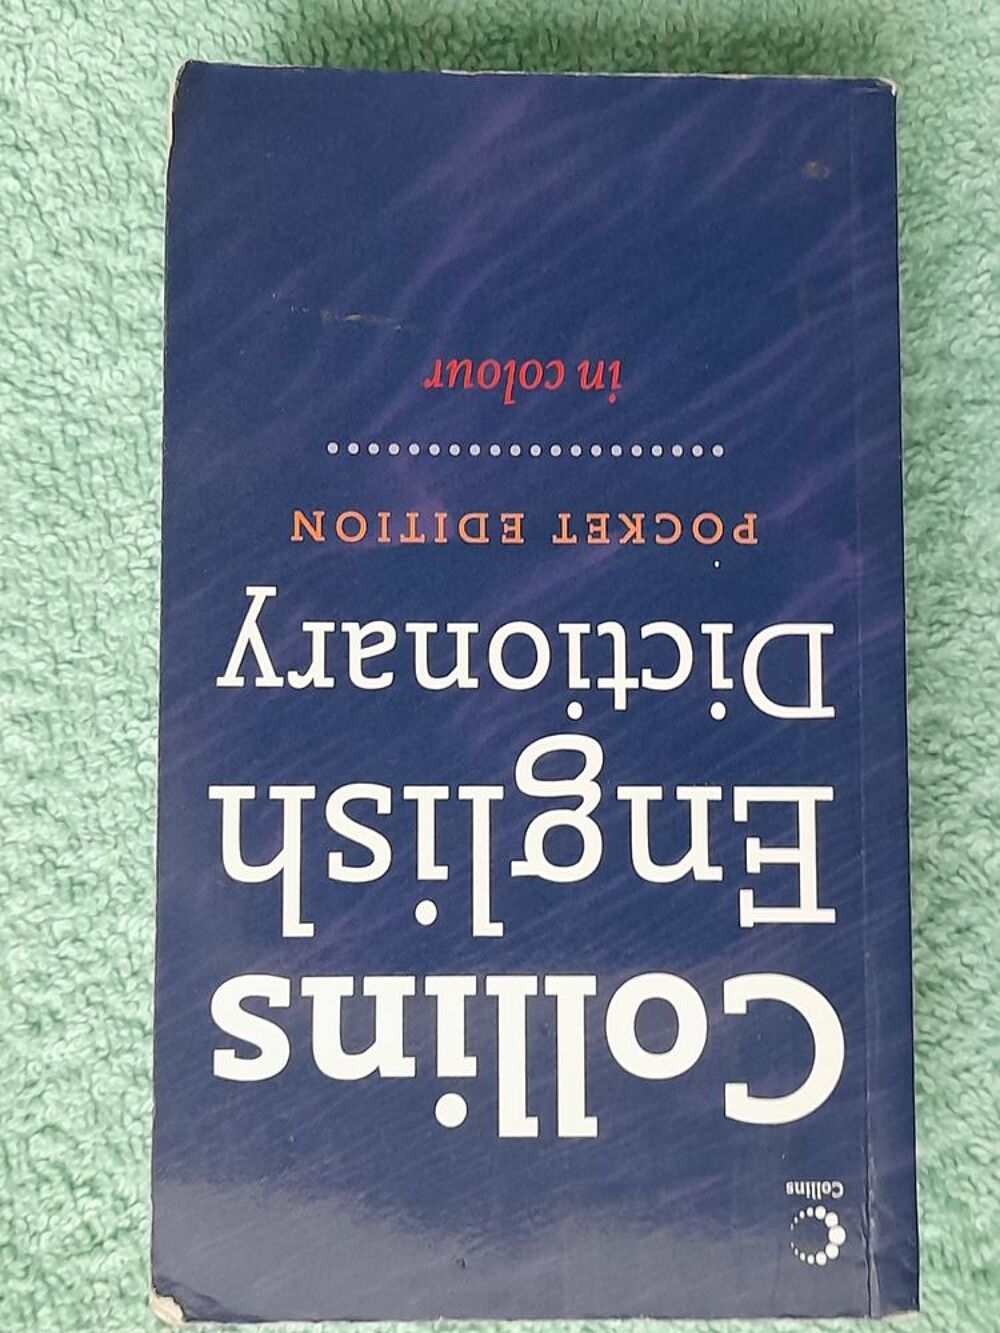 Collins
Collins
English
Dictionary
POCKET EDITION
in colour